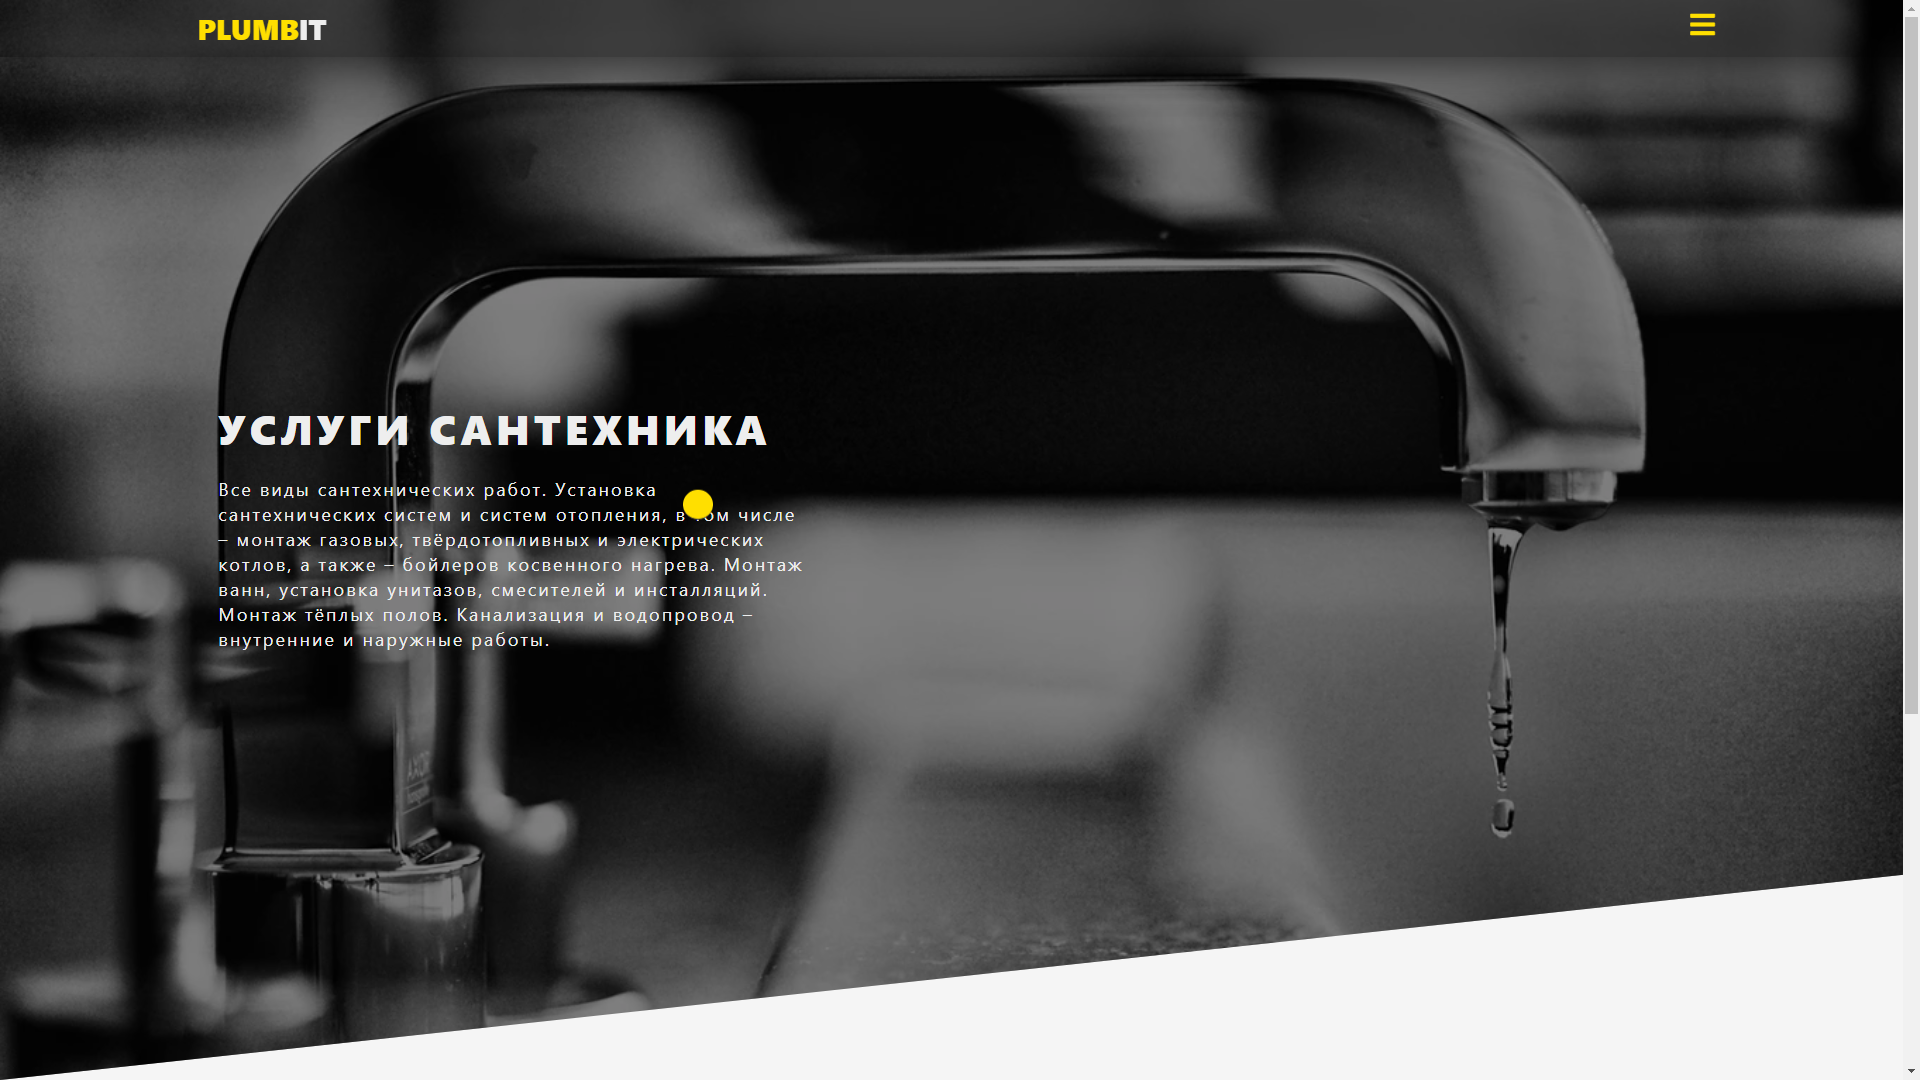 PLUMBIT
УСЛУГИ САНТЕХНИКА
Все виды сантехнических работ. Установка
сантехнических систем и систем отопления, в том числе
– монтаж газовых, твёрдотопливных и электрических
котлов, а также – бойлеров косвенного нагрева. Монтаж
ванн, установка унитазов, смесителей и инсталляций.
Монтаж тёплых полов. Канализация и водопровод –
внутренние и наружные работы.